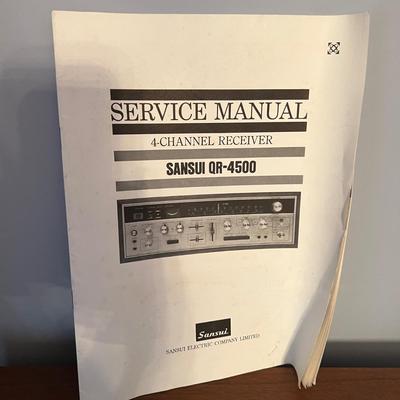 SERVICE MANUAL
4-CHANNEL RECEIVER
SANSUI QR-4500
Sansui
SANSUI ELECTRIC COMPANY LIMITED